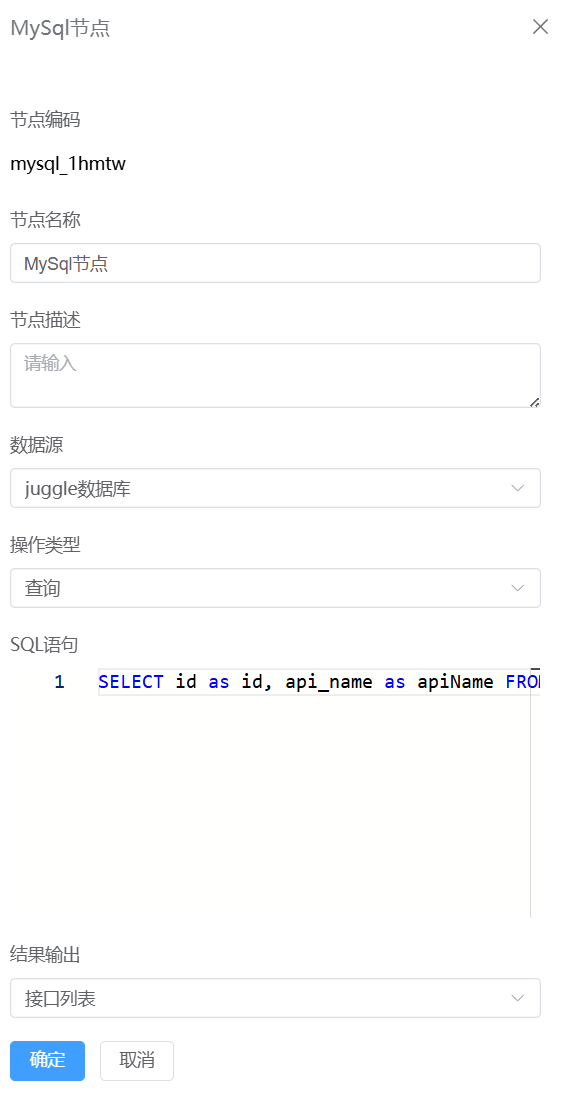 MySql节点
节点编码
mysql_1hmtw
节点名称
MySql节点
节点描述
请输入
数据源
juggle数据库
操作类型
查询
SQL语句
1 SELECT id as id, api_name as apiName FRO
结果输出
接口列表
确定 取消